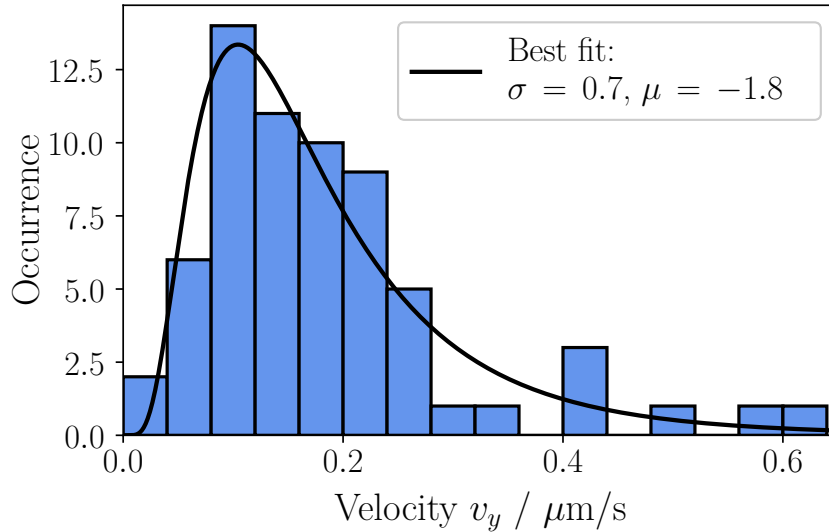 Best fit:
σ = 0.7, μ = −1.8
Occurrence
12.5
10.0
7.5
5.0
2.5
0.0
0.0 0.2 0.4 0.6
Velocity v_y / μm/s